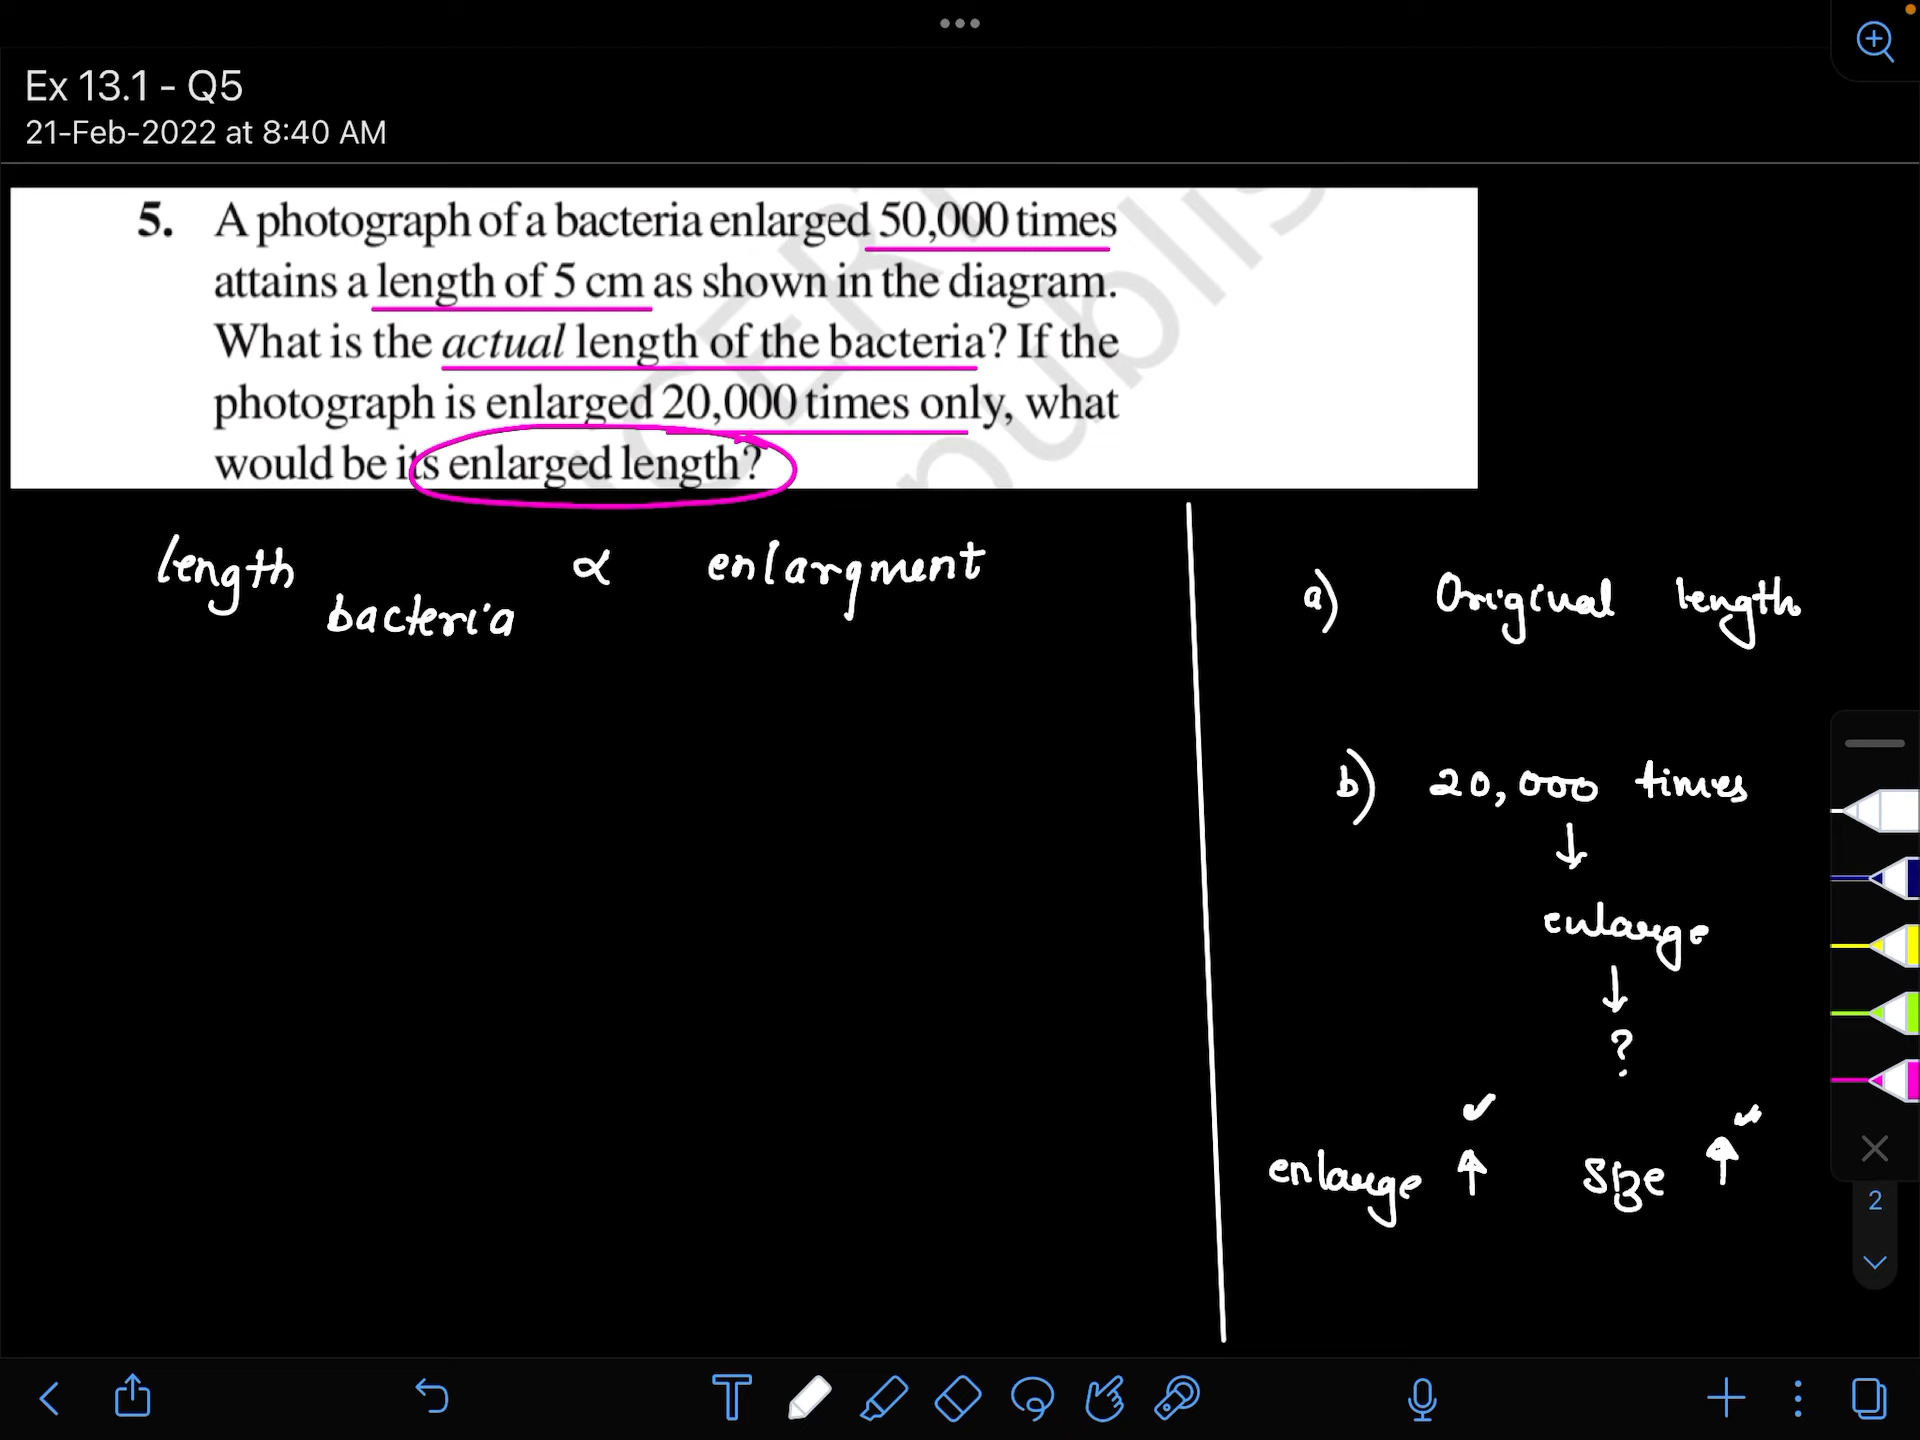 Ex 13.1 - Q5
21-Feb-2022 at 8:40 AM
5. A photograph of a bacteria enlarged 50,000 times
attains a length of 5 cm as shown in the diagram.
What is the actual length of the bacteria? If the
photograph is enlarged 20,000 times only, what
would be its enlarged length?
length bacteria ∝ enlargment
a) Original length
b) 20,000 times
↓
enlarge
↓
?
enlarge ↑ ✓ size ↑ ✓
2